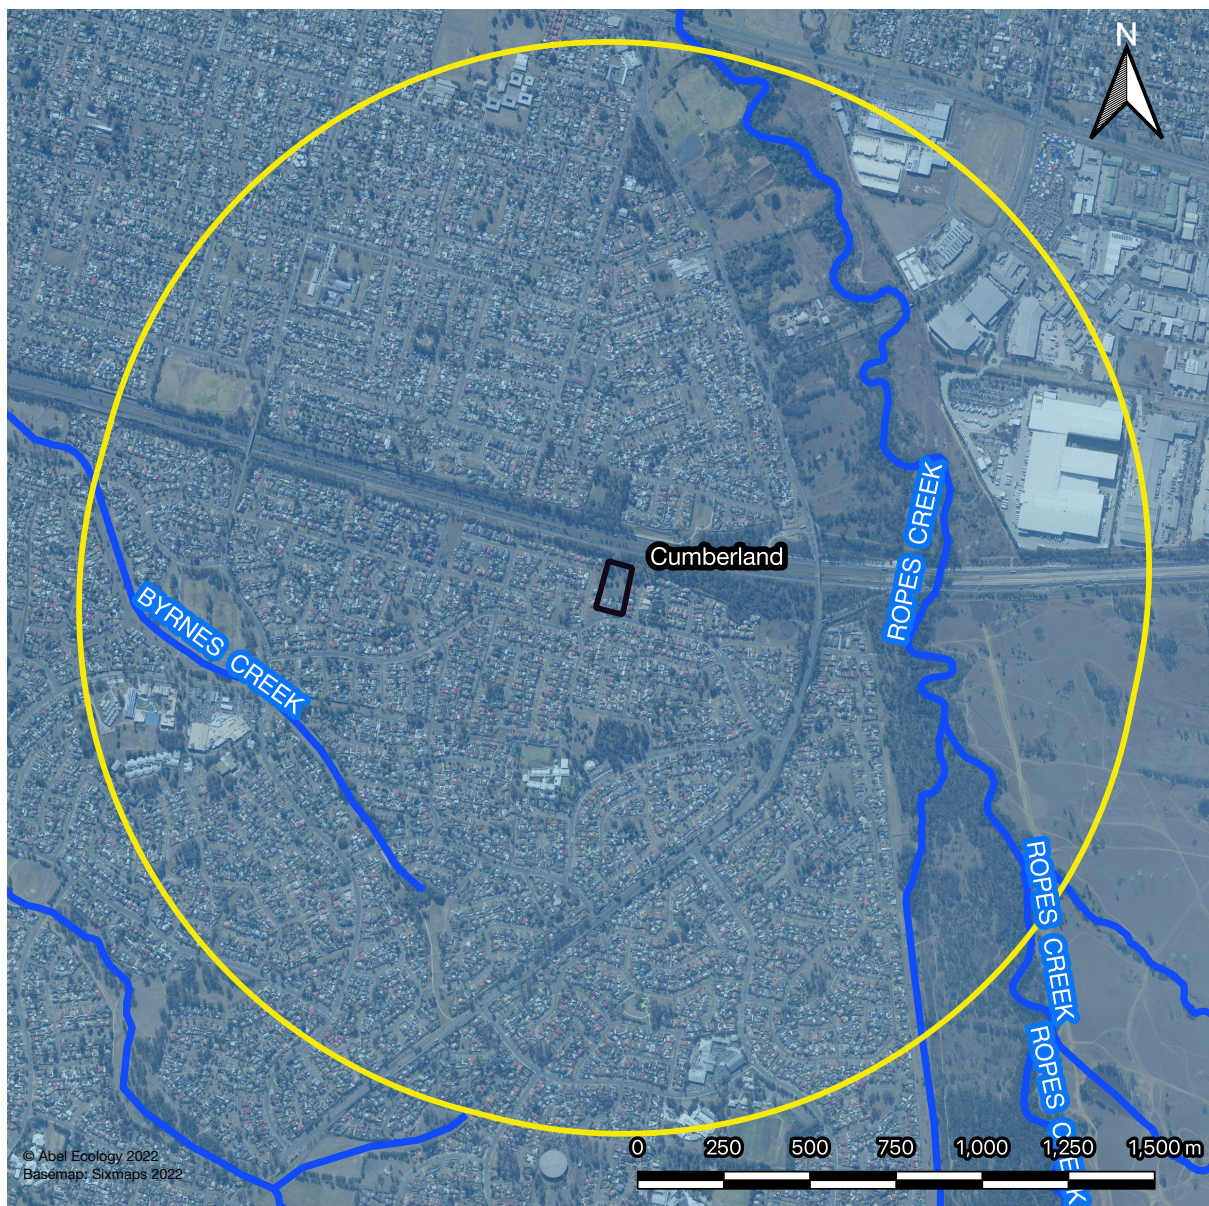 N
Cumberland
ROPES CREEK
BYRNES CREEK
ROPES CREEK
ROPES CREEK
0 250 500 750 1,000 1,250 1,500 m
© Abel Ecology 2022
Basemap: Sixmaps 2022